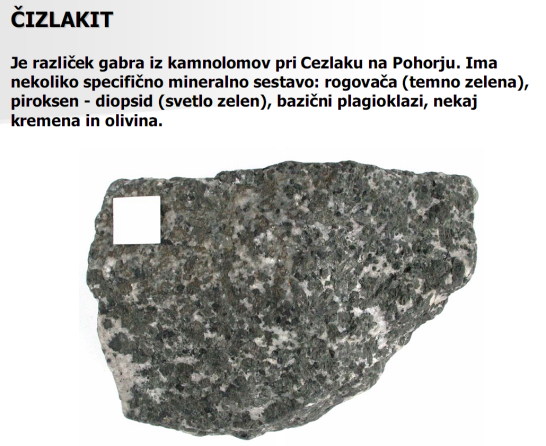 ČIZLAKIT
Je različek gabra iz kamnolomov pri Cezlaku na Pohorju. Ima
nekoliko specifično mineralno sestavo: rogovača (temno zelena),
piroksen - diopsid (svetlo zelen), bazični plagioklazi, nekaj
kremena in olivina.